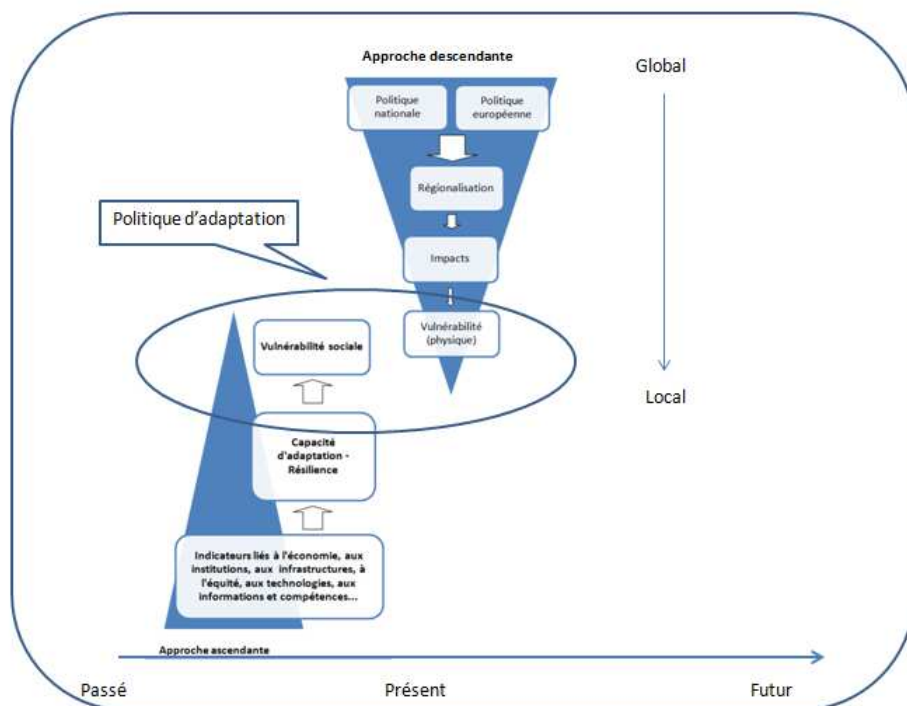 Approche descendante
Global
Politique
nationale
Politique
européenne
Régionalisation
Politique d'adaptation
Impacts
Vulnérabilité
(physique)
Vulnérabilité sociale
Local
Capacité
d'adaptation -
Résilience
Indicateurs liés à l'économie, aux
institutions, aux infrastructures, à
l'équité, aux technologies, aux
informations et compétences...
Approche ascendante
Passé
Présent
Futur